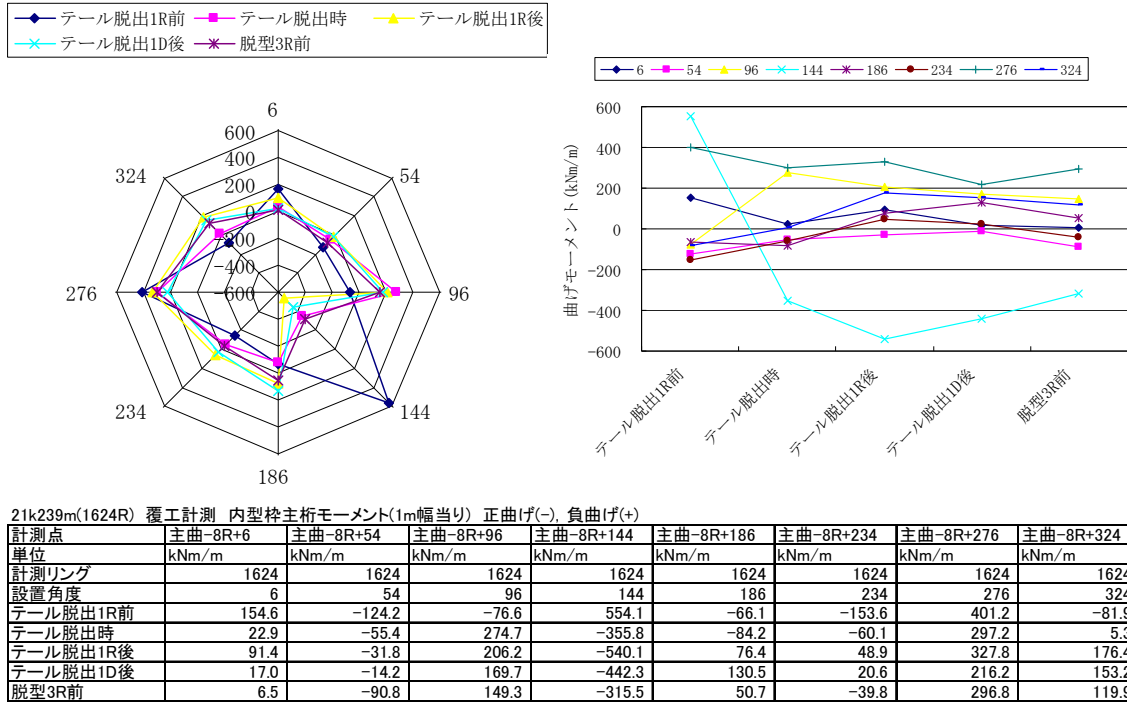 テール脱出1R前 テール脱出時 テール脱出1R後
テール脱出1D後 脱型3R前
6
54
96
144
186
234
276
324
600
400
200
0
-200
-400
-600
6 54 96 144 186 234 276 324
曲げモーメント(kNm/m)
600
400
200
0
-200
-400
-600
テール脱出1R前
テール脱出時
テール脱出1R後
テール脱出1D後
脱型3R前
21k239m(1624R) 覆工計測 内型枠主桁モーメント(1m幅当り) 正曲げ(-), 負曲げ(+)
計測点 主曲-8R+6 主曲-8R+54 主曲-8R+96 主曲-8R+144 主曲-8R+186 主曲-8R+234 主曲-8R+276 主曲-8R+324
単位 kNm/m kNm/m kNm/m kNm/m kNm/m kNm/m kNm/m kNm/m
計測リング 1624 1624 1624 1624 1624 1624 1624 1624
設置角度 6 54 96 144 186 234 276 324
テール脱出1R前 154.6 -124.2 -76.6 554.1 -66.1 -153.6 401.2 -81.9
テール脱出時 22.9 -55.4 274.7 -355.8 -84.2 -60.1 297.2 5.3
テール脱出1R後 91.4 -31.8 206.2 -540.1 76.4 48.9 327.8 176.4
テール脱出1D後 17.0 -14.2 169.7 -442.3 130.5 20.6 216.2 153.2
脱型3R前 6.5 -90.8 149.3 -315.5 50.7 -39.8 296.8 119.9